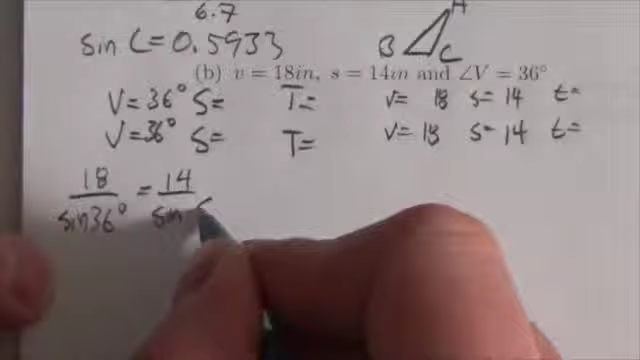 6.7
sin C = 0.5933
A
B
C
(b) v = 18in, s = 14in and ∠V = 36°
V = 36° S = T = v = 18 s = 14 t =
V = 36° S = T = v = 18 s = 14 t =
18 = 14
sin 36° sin